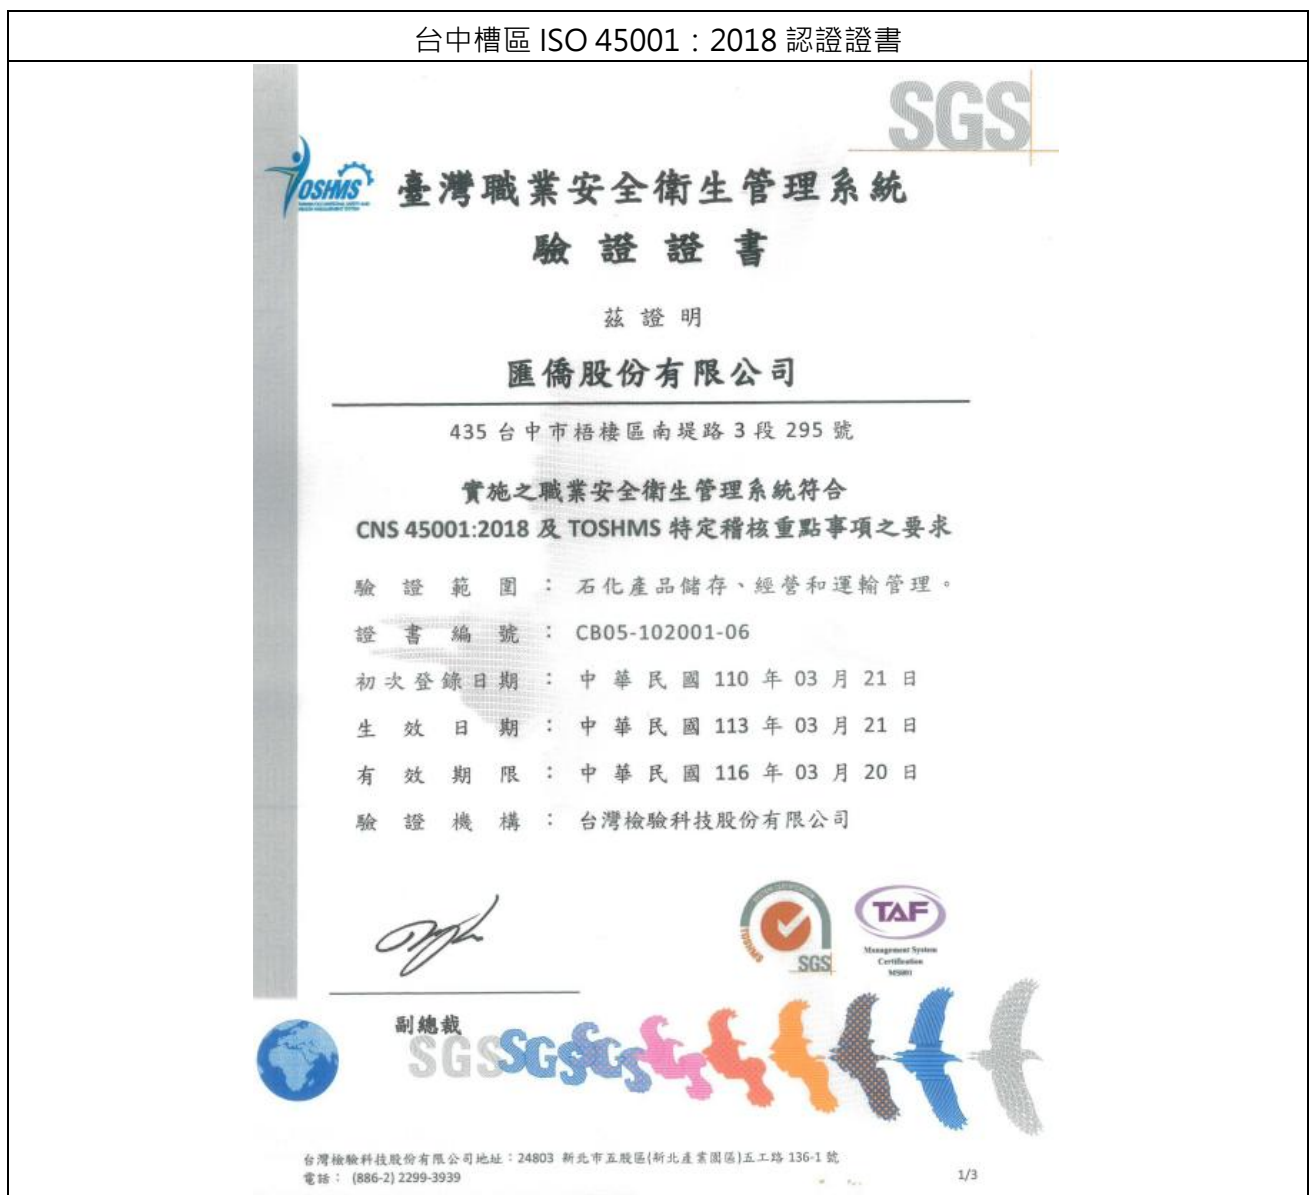 台中槽區 ISO 45001：2018 認證證書
SGS
TOSHMS
臺灣職業安全衛生管理系統
驗證證書
茲證明
匯僑股份有限公司
435 台中市梧棲區南堤路 3 段 295 號
實施之職業安全衛生管理系統符合
CNS 45001:2018 及 TOSHMS 特定稽核重點事項之要求
驗證範圍：石化產品儲存、經營和運輸管理。
證書編號：CB05-102001-06
初次登錄日期：中華民國 110 年 03 月 21 日
生效日期：中華民國 113 年 03 月 21 日
有效期限：中華民國 116 年 03 月 20 日
驗證機構：台灣檢驗科技股份有限公司
SYSTEM CERTIFICATION
TOSHMS
SGS
TAF
Management System
Certification
MS001
副總裁
SGS SGS SGS
台灣檢驗科技股份有限公司地址：24803 新北市五股區(新北產業園區)五工路 136-1 號
電話： (886-2) 2299-3939
1/3